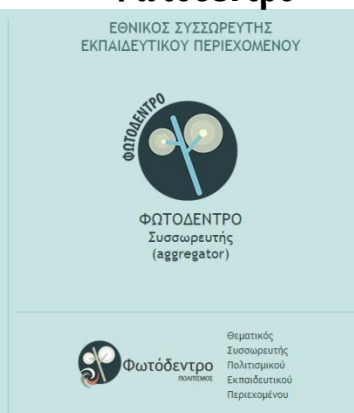 Φωτόδεντρο
ΕΘΝΙΚΟΣ ΣΥΣΣΩΡΕΥΤΗΣ
ΕΚΠΑΙΔΕΥΤΙΚΟΥ ΠΕΡΙΕΧΟΜΕΝΟΥ
ΦΩΤΟΔΕΝΤΡΟ
ΦΩΤΟΔΕΝΤΡΟ
Συσσωρευτής
(aggregator)
Φωτόδεντρο
ΠΟΛΙΤΙΣΜΟΣ
Θεματικός
Συσσωρευτής
Πολιτισμικού
Εκπαιδευτικού
Περιεχομένου